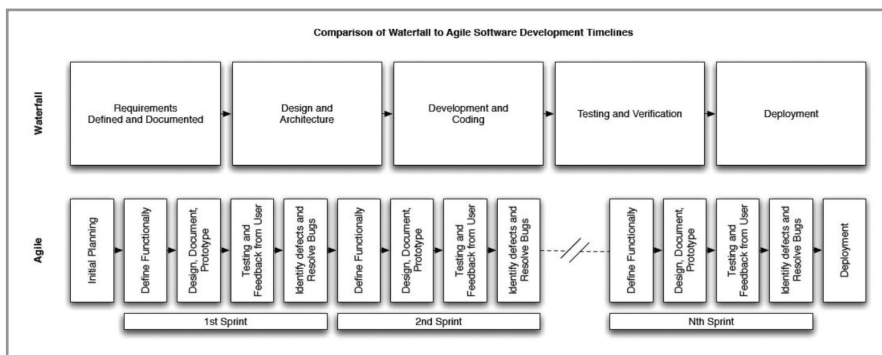 Comparison of Waterfall to Agile Software Development Timelines
Waterfall
Requirements
Defined and Documented
Design and
Architecture
Development and
Coding
Testing and Verification
Deployment
Agile
Initial Planning
Define Functionally
Design, Document,
Prototype
Testing and
Feedback from User
Identify defects and
Resolve Bugs
Define Functionally
Design, Document,
Prototype
Testing and
Feedback from User
Identify defects and
Resolve Bugs
Define Functionally
Design, Document,
Prototype
Testing and
Feedback from User
Identify defects and
Resolve Bugs
Deployment
1st Sprint
2nd Sprint
Nth Sprint